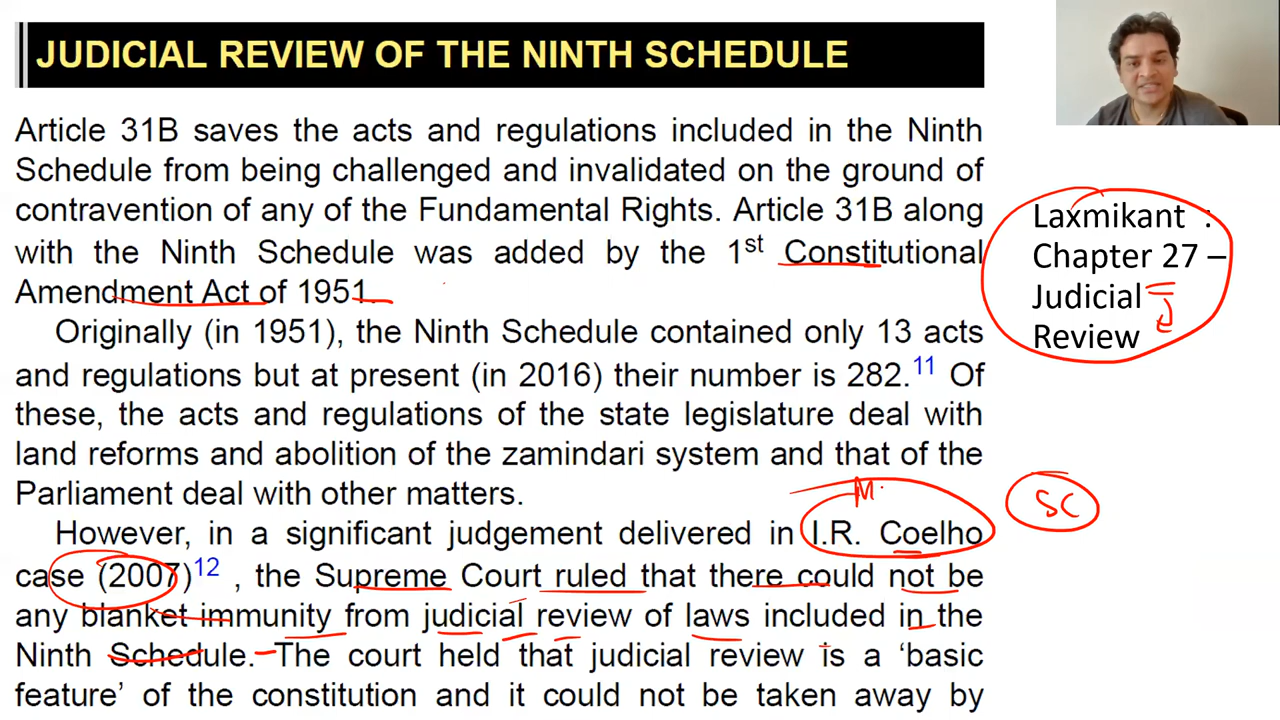 JUDICIAL REVIEW OF THE NINTH SCHEDULE
Article 31B saves the acts and regulations included in the Ninth
Schedule from being challenged and invalidated on the ground of
contravention of any of the Fundamental Rights. Article 31B along
with the Ninth Schedule was added by the 1st Constitutional
Amendment Act of 1951.
Originally (in 1951), the Ninth Schedule contained only 13 acts
and regulations but at present (in 2016) their number is 282.11 Of
these, the acts and regulations of the state legislature deal with
land reforms and abolition of the zamindari system and that of the
Parliament deal with other matters.
However, in a significant judgement delivered in I.R. Coelho
case (2007)12 , the Supreme Court ruled that there could not be
any blanket immunity from judicial review of laws included in the
Ninth Schedule. The court held that judicial review is a ‘basic
feature’ of the constitution and it could not be taken away by
Laxmikant :
Chapter 27 –
Judicial
Review
M
SC